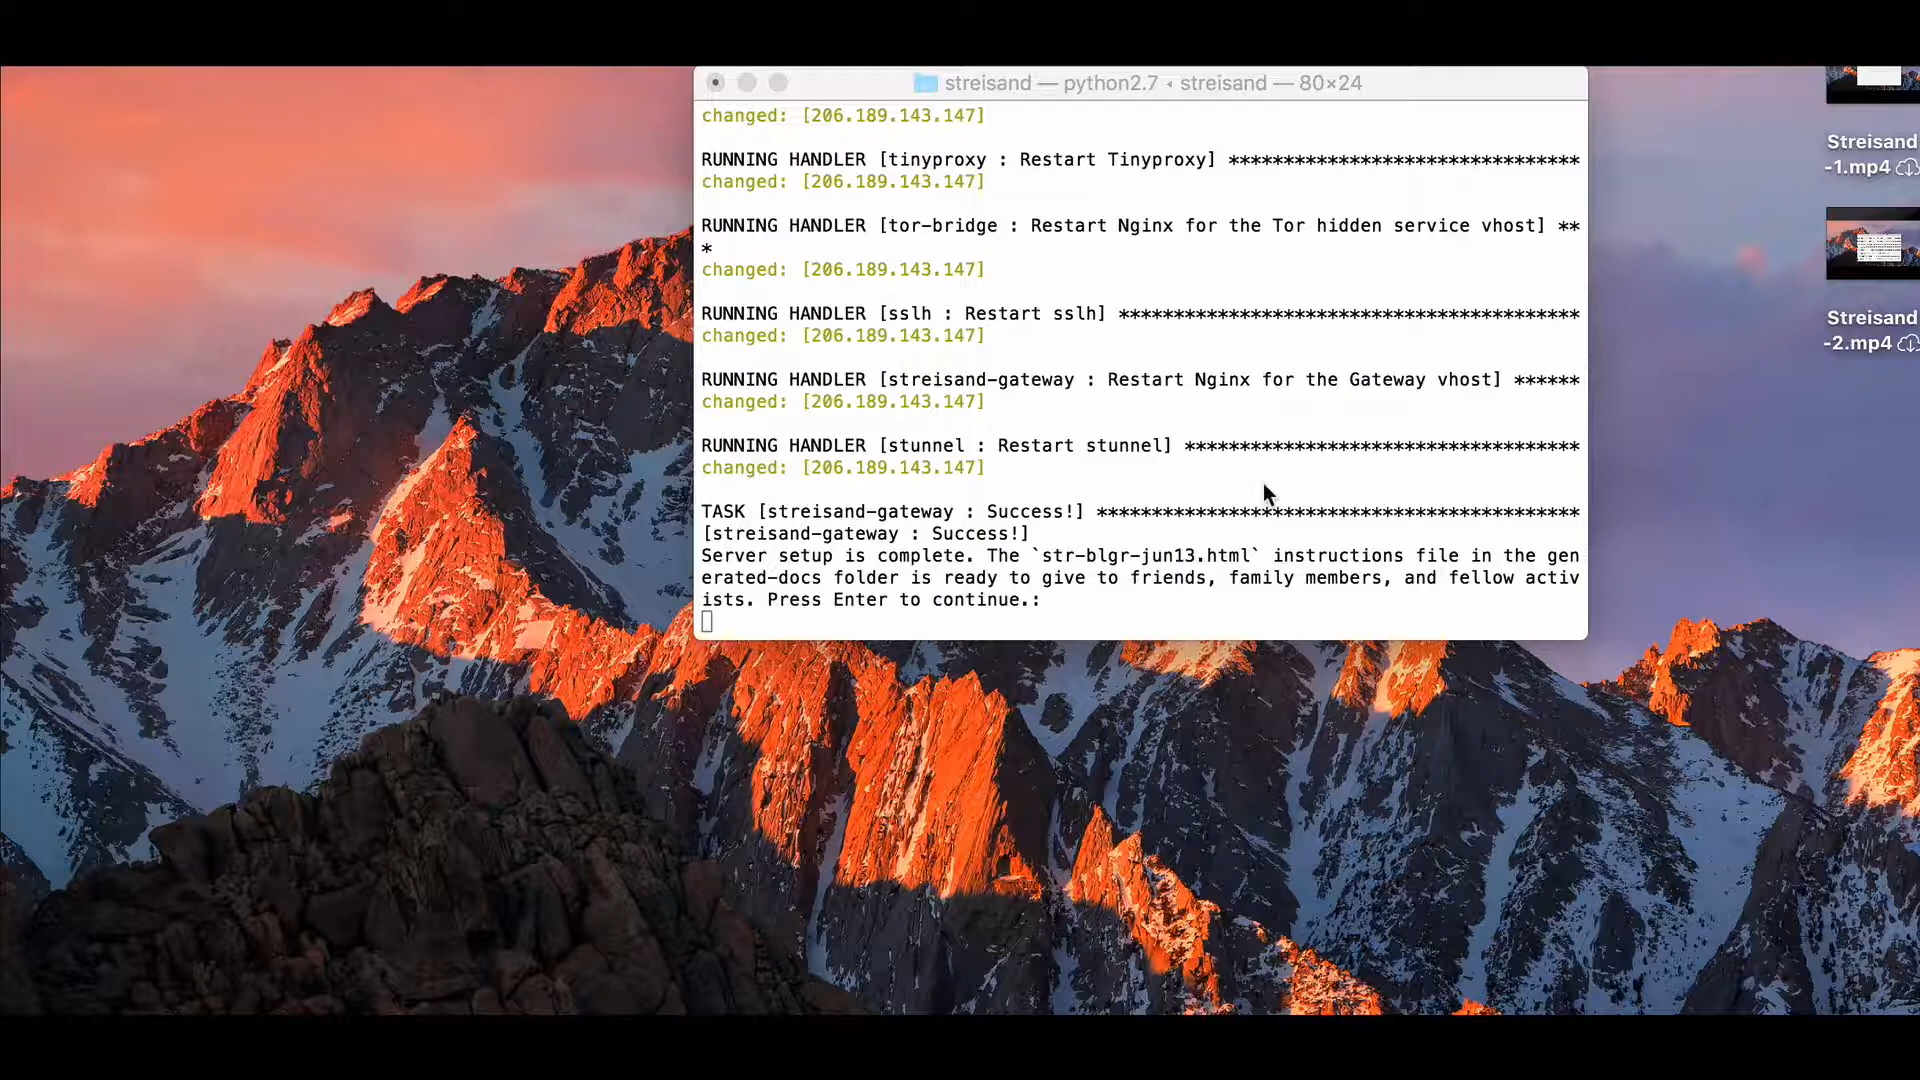 streisand — python2.7 ◂ streisand — 80×24
changed: [206.189.143.147]
RUNNING HANDLER [tinyproxy : Restart Tinyproxy] ********************************
changed: [206.189.143.147]
RUNNING HANDLER [tor-bridge : Restart Nginx for the Tor hidden service vhost] **
*
changed: [206.189.143.147]
RUNNING HANDLER [sslh : Restart sslh] ******************************************
changed: [206.189.143.147]
RUNNING HANDLER [streisand-gateway : Restart Nginx for the Gateway vhost] ******
changed: [206.189.143.147]
RUNNING HANDLER [stunnel : Restart stunnel] ************************************
changed: [206.189.143.147]
TASK [streisand-gateway : Success!] ********************************************
[streisand-gateway : Success!]
Server setup is complete. The `str-blgr-jun13.html` instructions file in the gen
erated-docs folder is ready to give to friends, family members, and fellow activ
ists. Press Enter to continue.:
Streisand
-1.mp4
Streisand
-2.mp4